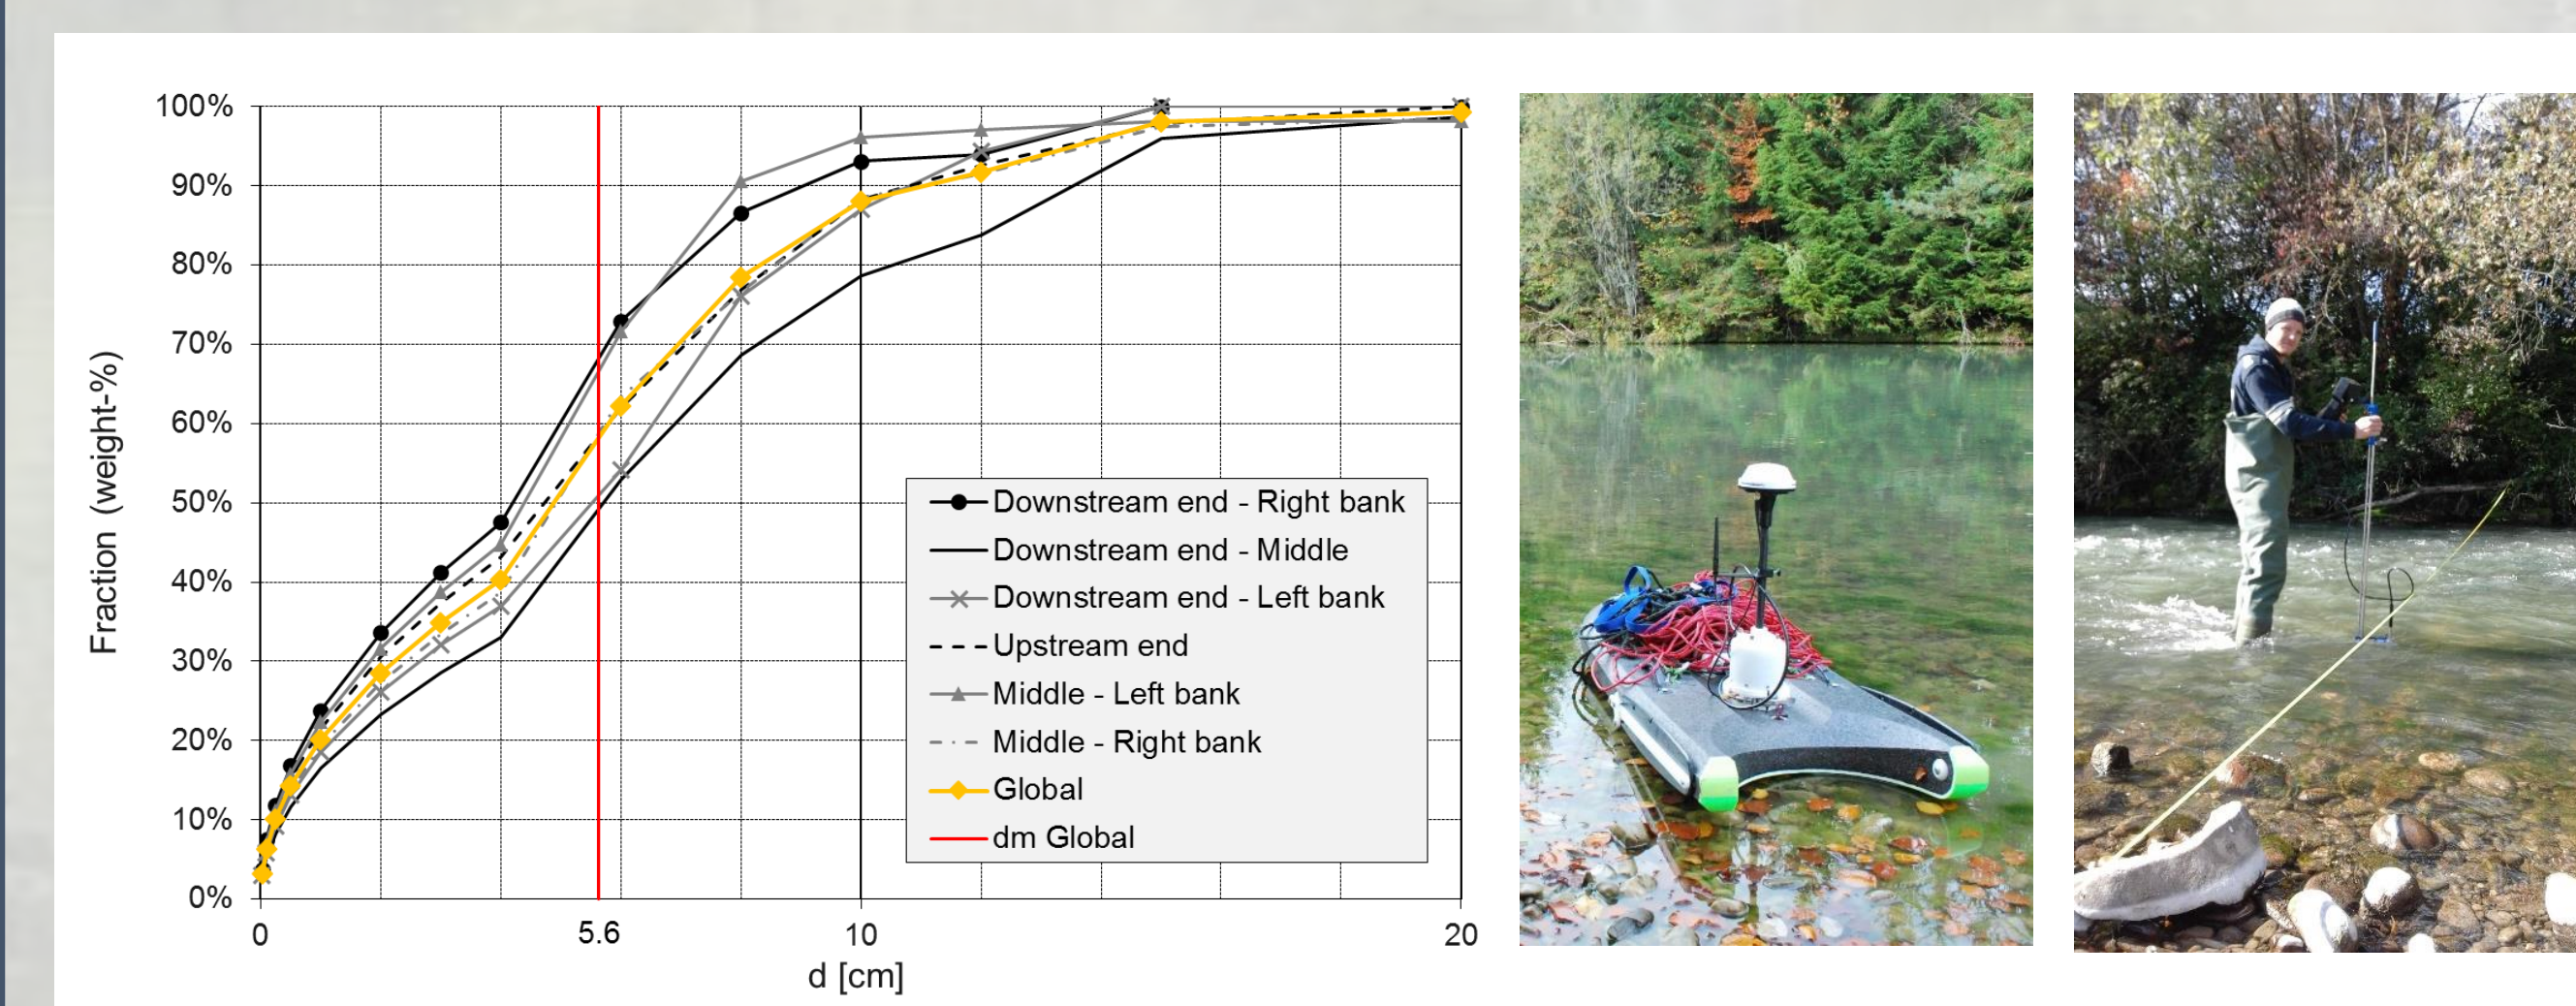 100%
90%
80%
70%
60%
50%
40%
30%
20%
10%
0%
Fraction (weight-%)
0
5.6
10
20
d [cm]
Downstream end - Right bank
Downstream end - Middle
Downstream end - Left bank
Upstream end
Middle - Left bank
Middle - Right bank
Global
dm Global